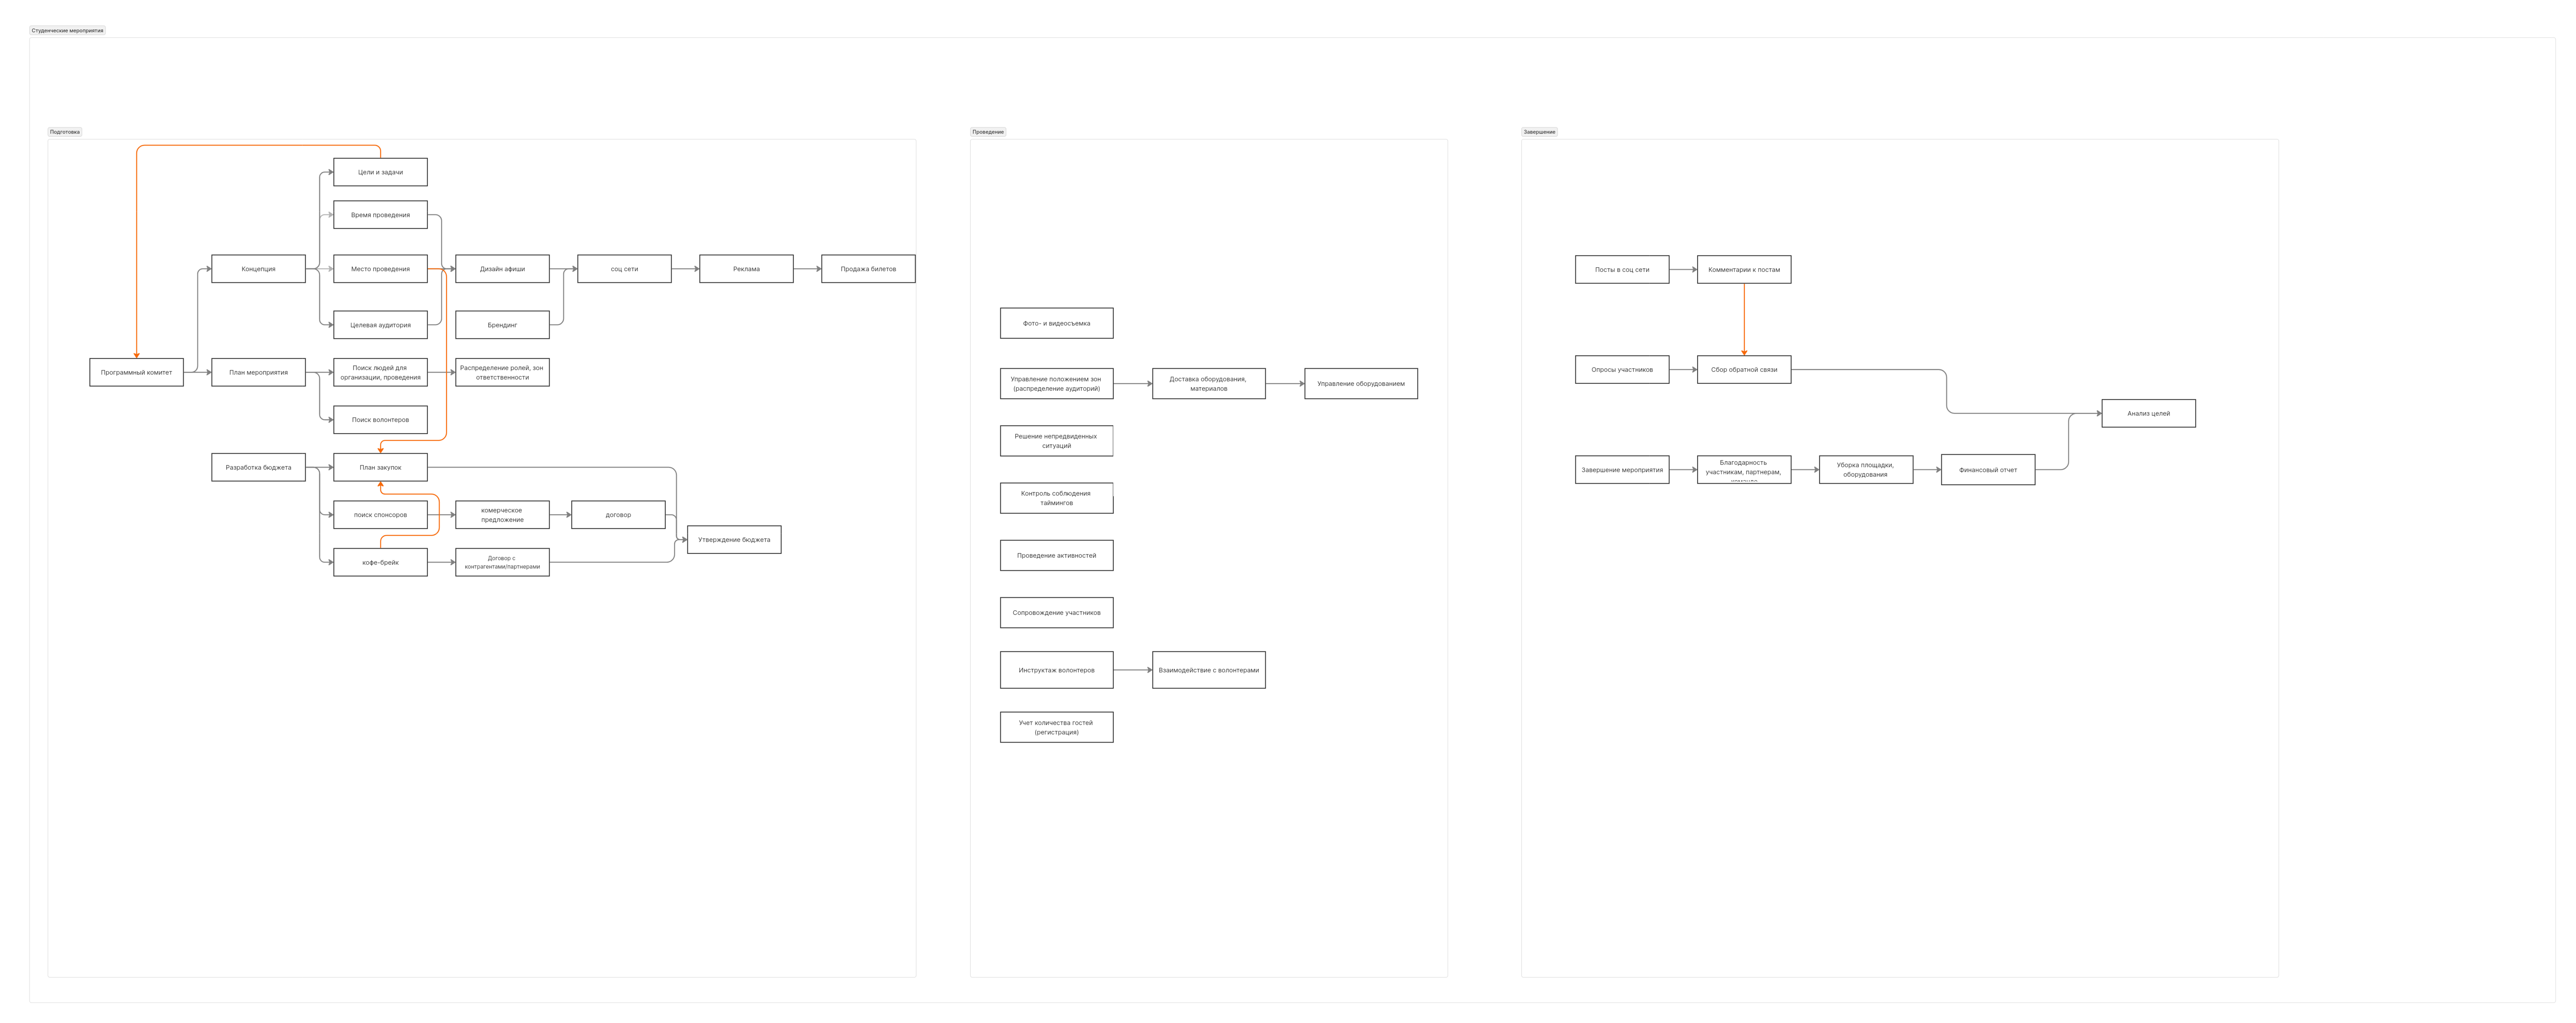 Студенческие мероприятия
Подготовка
Цели и задачи
Время проведения
Концепция
Место проведения
Дизайн афиши
соц сети
Реклама
Продажа билетов
Целевая аудитория
Брендинг
Программный комитет
План мероприятия
Поиск людей для
организации, проведения
Распределение ролей, зон
ответственности
Поиск волонтеров
Разработка бюджета
План закупок
поиск спонсоров
комерческое
предложение
договор
Утверждение бюджета
кофе-брейк
Договор с
контрагентами/партнерами
Проведение
Фото- и видеосъемка
Управление положением зон
(распределение аудиторий)
Доставка оборудования,
материалов
Управление оборудованием
Решение непредвиденных
ситуаций
Контроль соблюдения
таймингов
Проведение активностей
Сопровождение участников
Инструктаж волонтеров
Взаимодействие с волонтерами
Учет количества гостей
(регистрация)
Завершение
Посты в соц сети
Комментарии к постам
Опросы участников
Сбор обратной связи
Анализ целей
Завершение мероприятия
Благодарность
участникам, партнерам,
Уборка площадки,
оборудования
Финансовый отчет